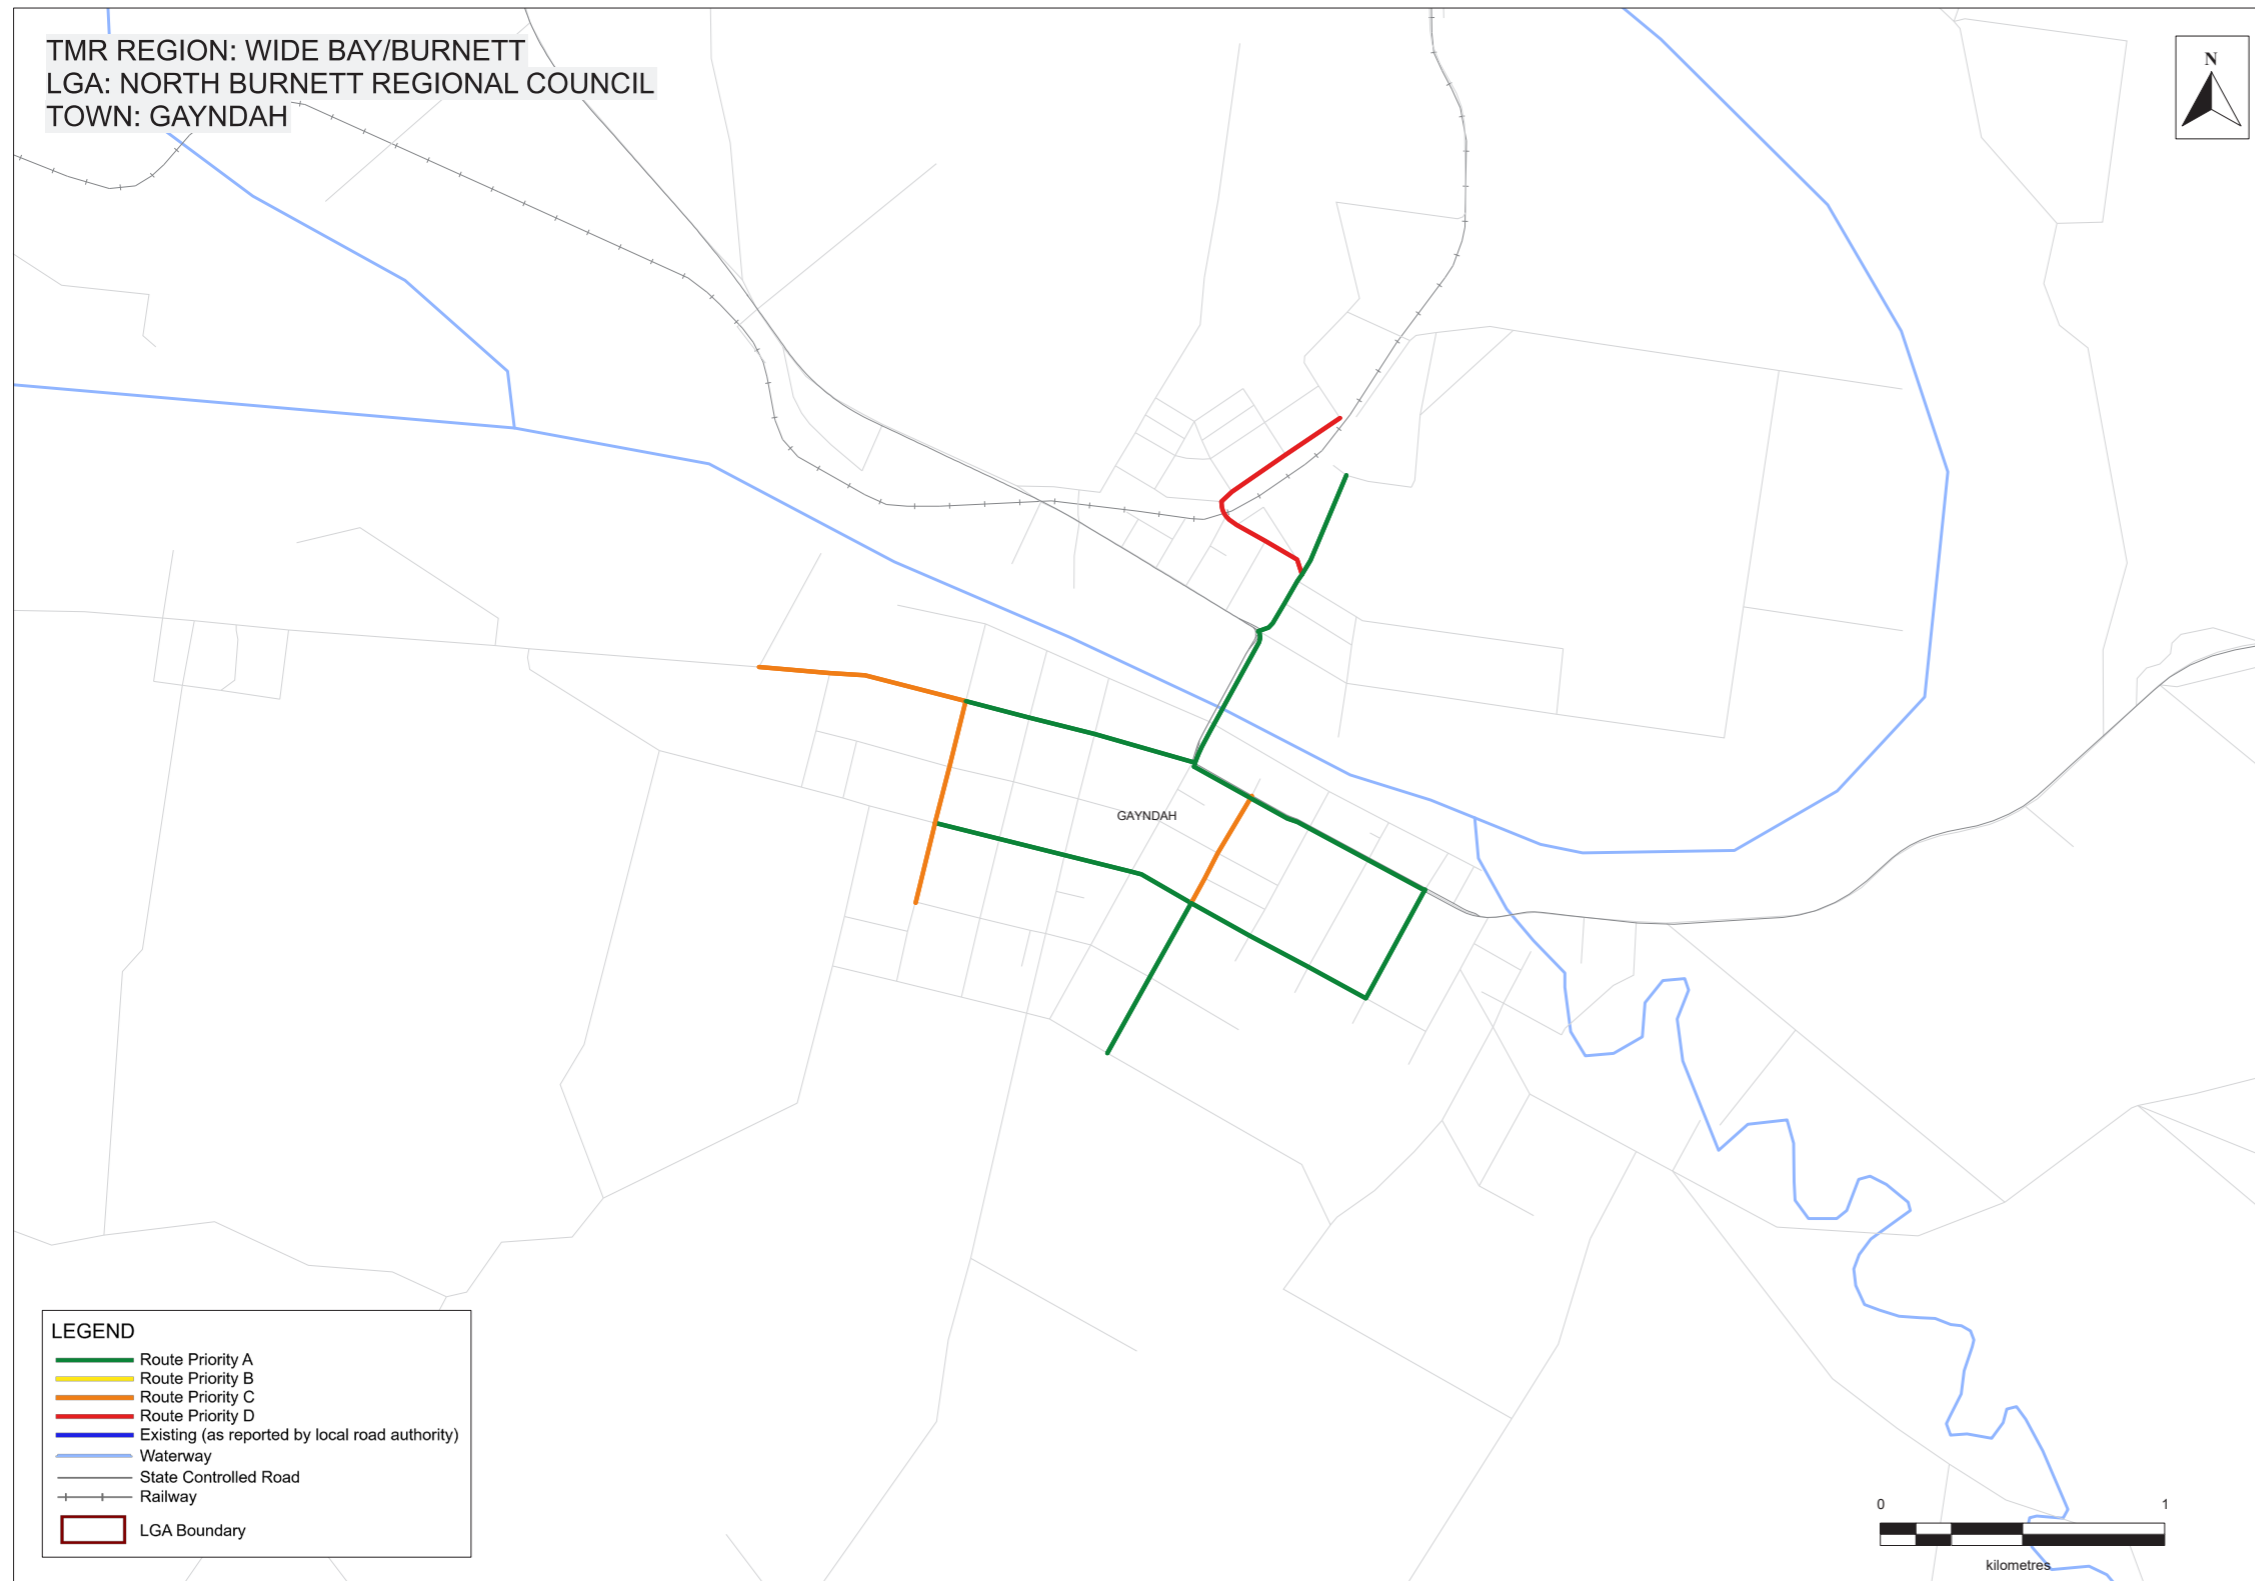 TMR REGION: WIDE BAY/BURNETT
LGA: NORTH BURNETT REGIONAL COUNCIL
TOWN: GAYNDAH
N
GAYNDAH
LEGEND
Route Priority A
Route Priority B
Route Priority C
Route Priority D
Existing (as reported by local road authority)
Waterway
State Controlled Road
Railway
LGA Boundary
0 1
kilometres